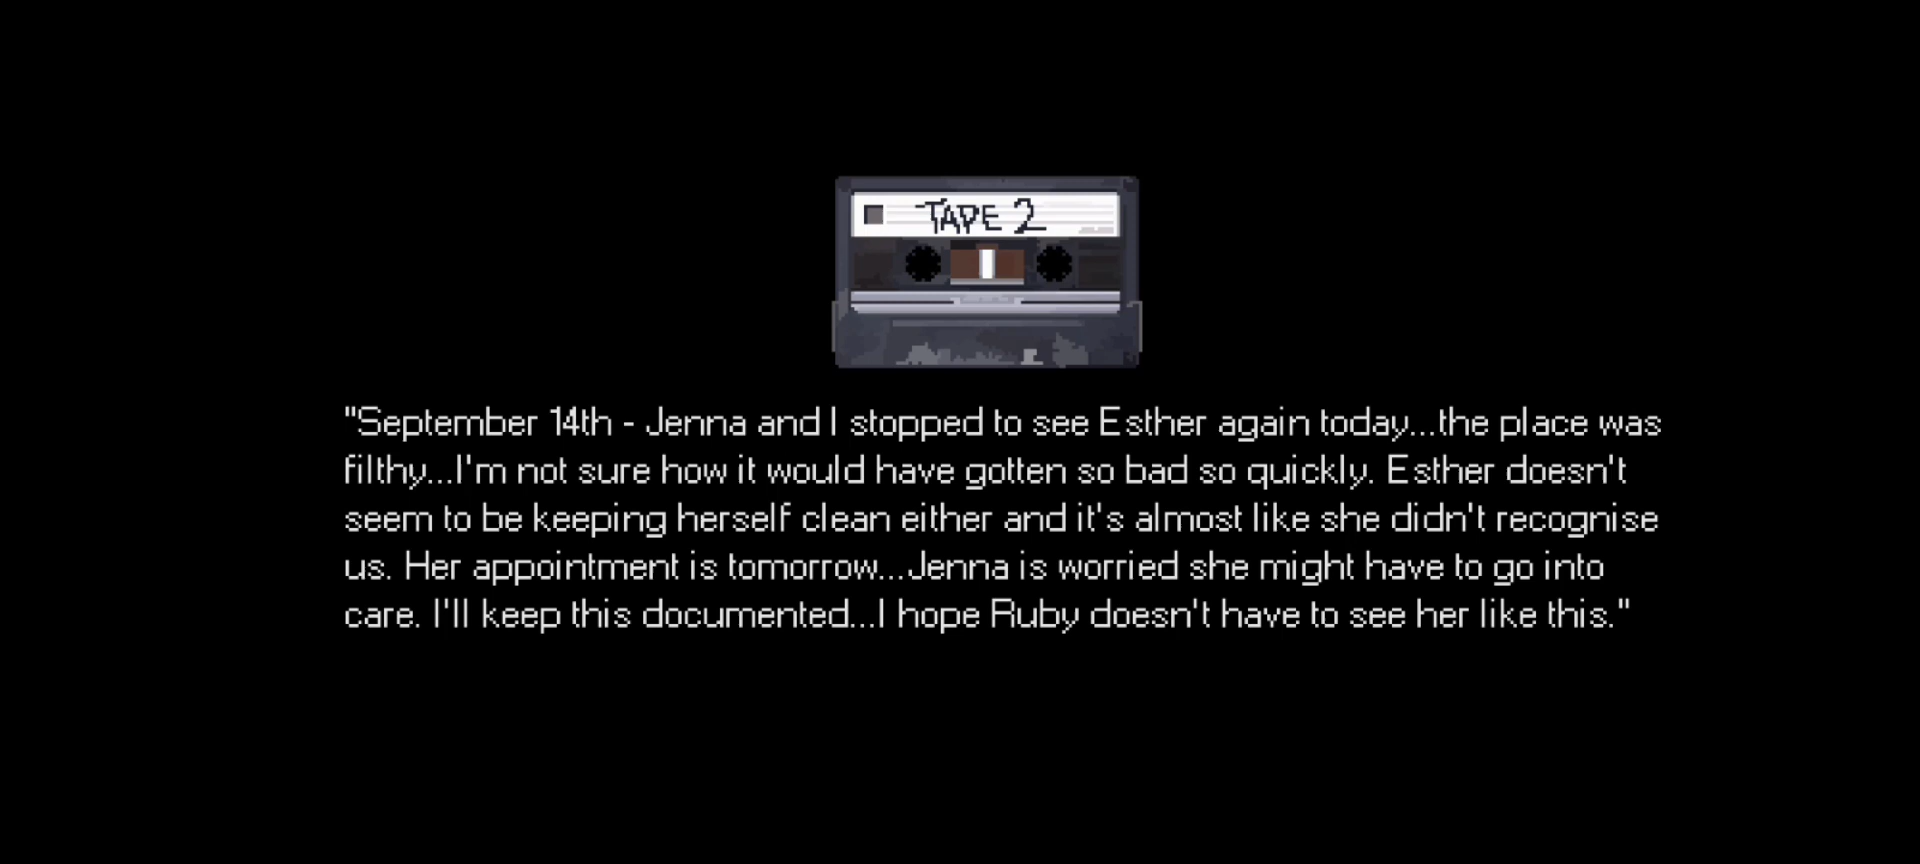 TAPE 2
"September 14th - Jenna and I stopped to see Esther again today...the place was
filthy...I'm not sure how it would have gotten so bad so quickly. Esther doesn't
seem to be keeping herself clean either and it's almost like she didn't recognise
us. Her appointment is tomorrow...Jenna is worried she might have to go into
care. I'll keep this documented...I hope Ruby doesn't have to see her like this."